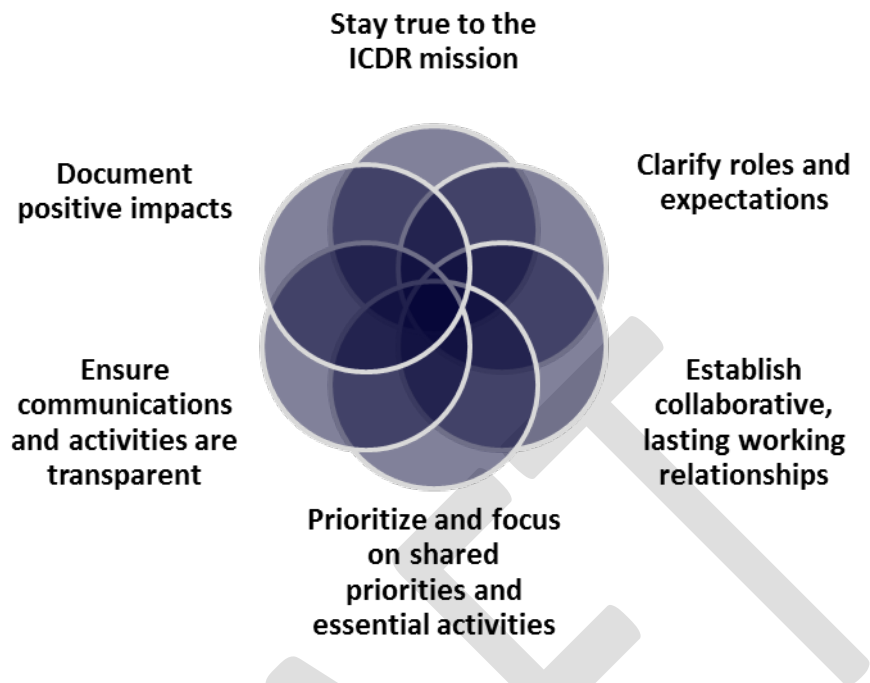 Stay true to the
ICDR mission
Clarify roles and
expectations
Establish
collaborative,
lasting working
relationships
Prioritize and focus
on shared
priorities and
essential activities
Ensure
communications
and activities are
transparent
Document
positive impacts